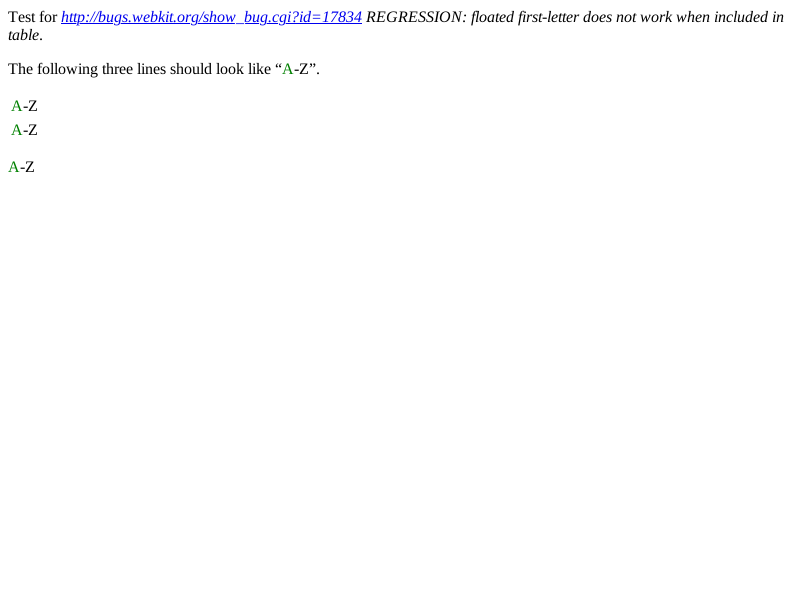 Test for http://bugs.webkit.org/show_bug.cgi?id=17834 REGRESSION: floated first-letter does not work when included in
table.
The following three lines should look like “A-Z”.
A-Z
A-Z
A-Z